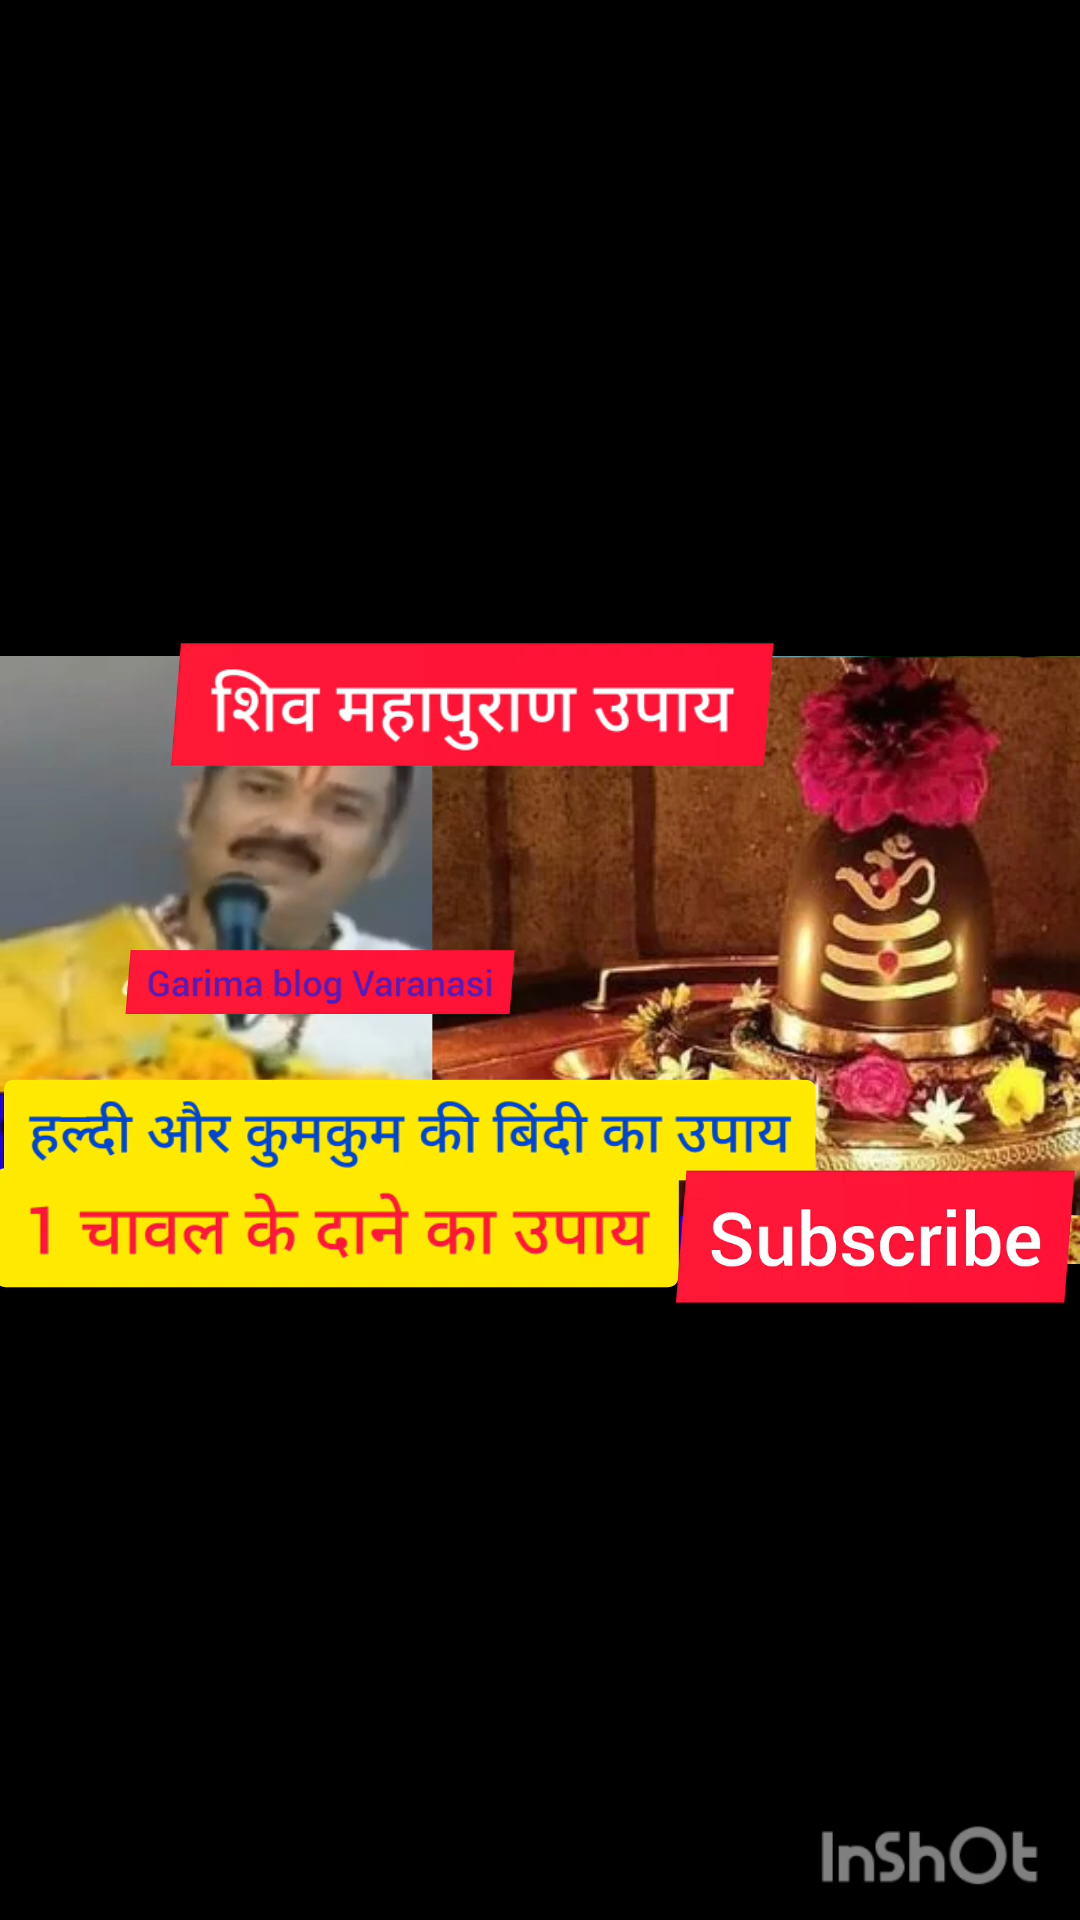 शिव महापुराण उपाय
Garima blog Varanasi
हल्दी और कुमकुम की बिंदी का उपाय
1 चावल के दाने का उपाय
Subscribe
InShOt